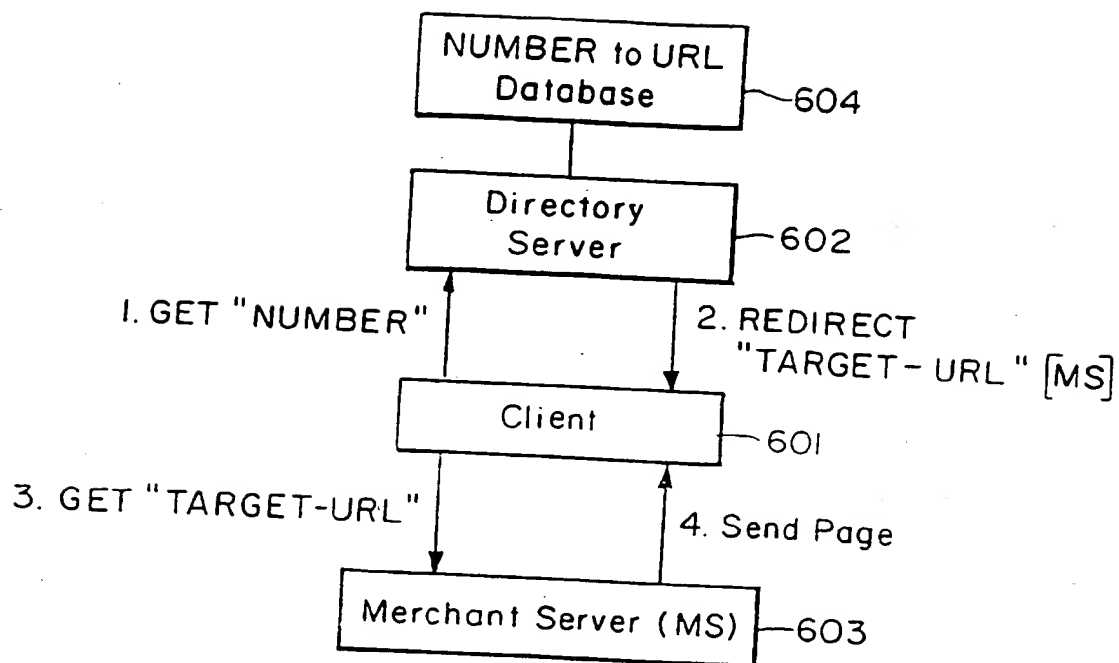 NUMBER to URL
Database
604
Directory
Server
602
1. GET "NUMBER"
2. REDIRECT
"TARGET-URL" [MS]
Client
601
3. GET "TARGET-URL"
4. Send Page
Merchant Server (MS)
603